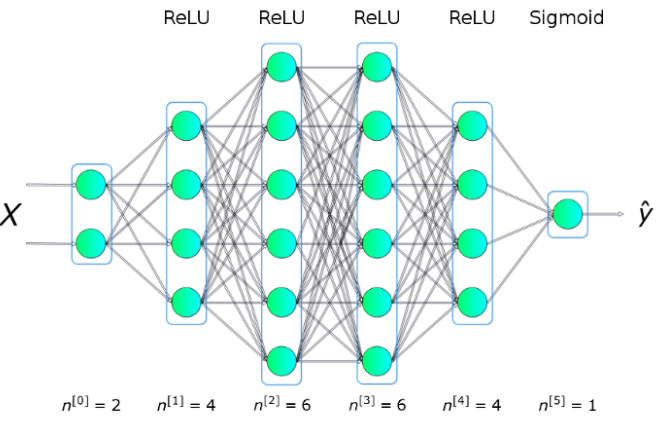 ReLU ReLU ReLU ReLU Sigmoid
X ŷ
n[0] = 2 n[1] = 4 n[2] = 6 n[3] = 6 n[4] = 4 n[5] = 1